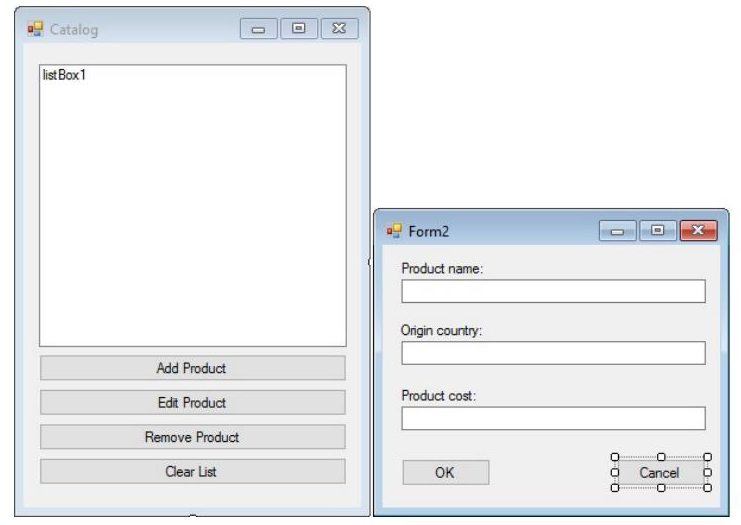 Catalog
listBox1
Add Product
Edit Product
Remove Product
Clear List
Form2
Product name:
Origin country:
Product cost:
OK
Cancel